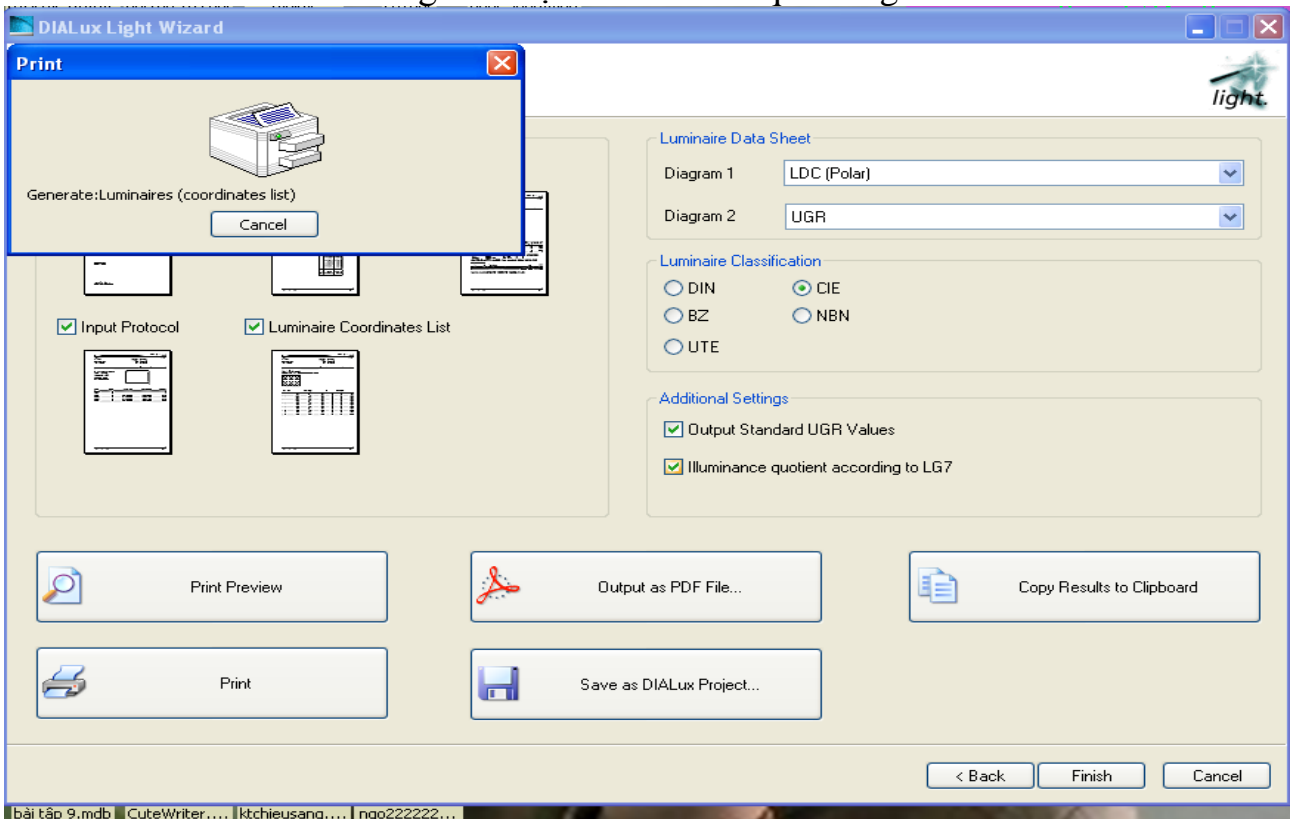 DIALux Light Wizard
Print
light.
Generate:Luminaires (coordinates list)
Cancel
Input Protocol
Luminaire Coordinates List
Luminaire Data Sheet
Diagram 1
LDC (Polar)
Diagram 2
UGR
Luminaire Classification
DIN
CIE
BZ
NBN
UTE
Additional Settings
Output Standard UGR Values
Illuminance quotient according to LG7
Print Preview
Output as PDF File...
Copy Results to Clipboard
Print
Save as DIALux Project...
< Back
Finish
Cancel
bài tâp 9.mdb
CuteWriter....
ktchieusang....
ngo222222...